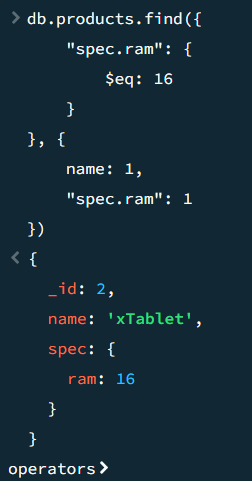 > db.products.find({
"spec.ram": {
$eq: 16
}
}, {
name: 1,
"spec.ram": 1
})
< {
_id: 2,
name: 'xTablet',
spec: {
ram: 16
}
}
operators>